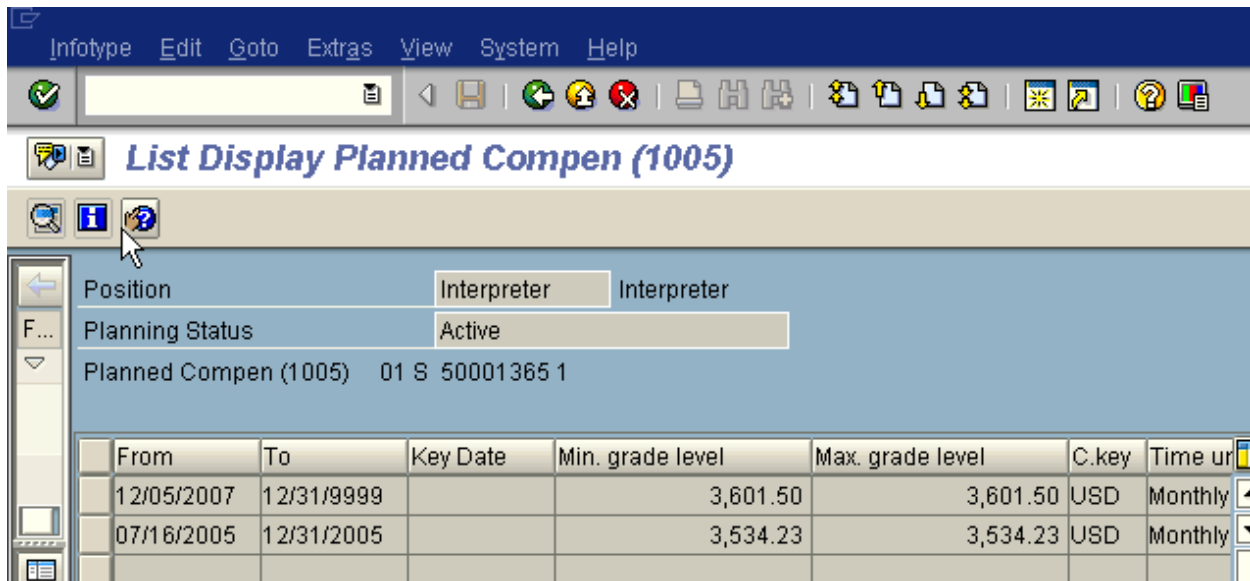 Infotype Edit Goto Extras View System Help
List Display Planned Compen (1005)
Position Interpreter Interpreter
F... Planning Status Active
Planned Compen (1005) 01 S 50001365 1
From To Key Date Min. grade level Max. grade level C.key Time un
12/05/2007 12/31/9999 3,601.50 3,601.50 USD Monthly
07/16/2005 12/31/2005 3,534.23 3,534.23 USD Monthly